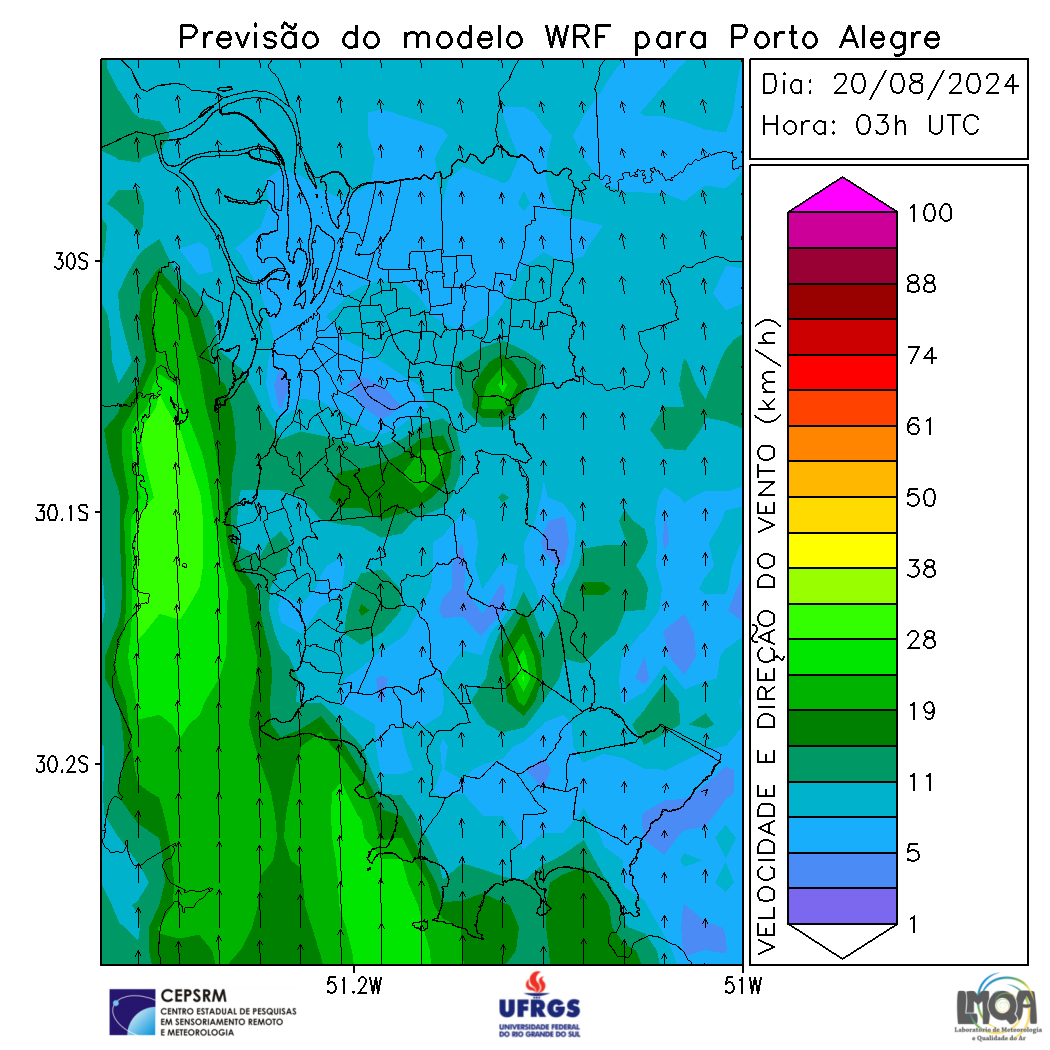 Previsão do modelo WRF para Porto Alegre
Dia: 20/08/2024
Hora: 03h UTC
30S
30.1S
30.2S
51.2W
51W
VELOCIDADE E DIREÇÃO DO VENTO (km/h)
100
88
74
61
50
38
28
19
11
5
1
CEPSRM
CENTRO ESTADUAL DE PESQUISAS
EM SENSORIAMENTO REMOTO
E METEOROLOGIA
UFRGS
UNIVERSIDADE FEDERAL
DO RIO GRANDE DO SUL
LMQA
Laboratório de Meteorologia
e Qualidade do Ar